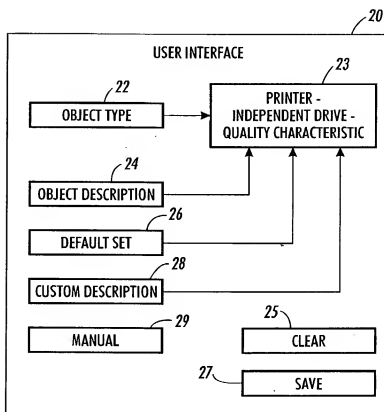 20
USER INTERFACE
22
23
OBJECT TYPE
PRINTER -
INDEPENDENT DRIVE -
QUALITY CHARACTERISTIC
24
OBJECT DESCRIPTION
26
DEFAULT SET
28
CUSTOM DESCRIPTION
29
MANUAL
25
CLEAR
27
SAVE